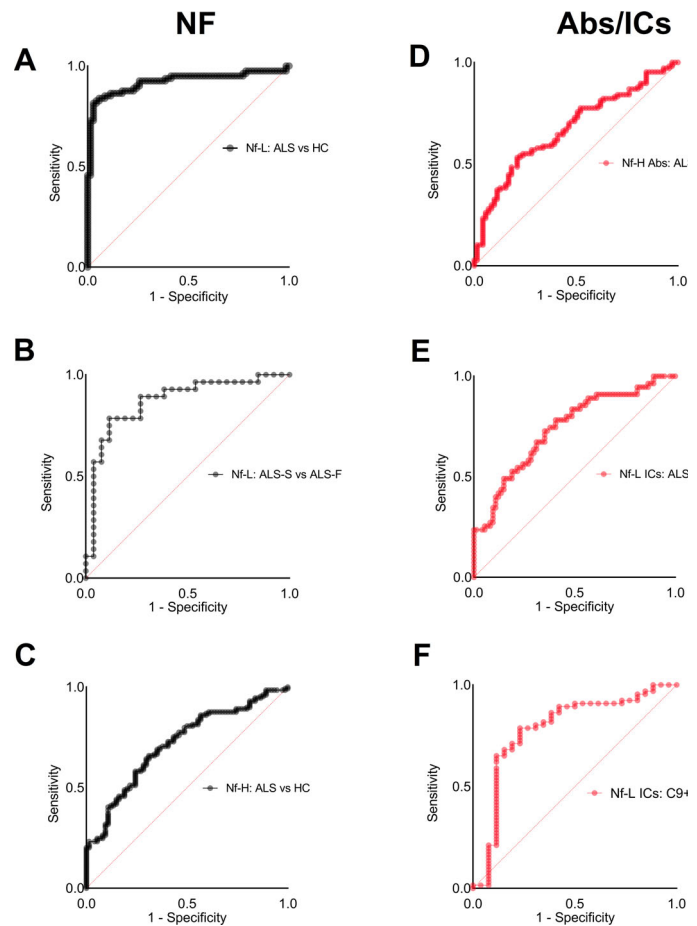 NF
Abs/ICs
A
1.0
0.5
0.0
Sensitivity
Nf-L: ALS vs HC
0.0 0.5 1.0
1 - Specificity
D
1.0
0.5
0.0
Sensitivity
Nf-H Abs: ALS
0.0 0.5 1.0
1 - Specificity
B
1.0
0.5
0.0
Sensitivity
Nf-L: ALS-S vs ALS-F
0.0 0.5 1.0
1 - Specificity
E
1.0
0.5
0.0
Sensitivity
Nf-L ICs: ALS
0.0 0.5 1.0
1 - Specificity
C
1.0
0.5
0.0
Sensitivity
Nf-H: ALS vs HC
0.0 0.5 1.0
1 - Specificity
F
1.0
0.5
0.0
Sensitivity
Nf-L ICs: C9+
0.0 0.5 1.0
1 - Specificity